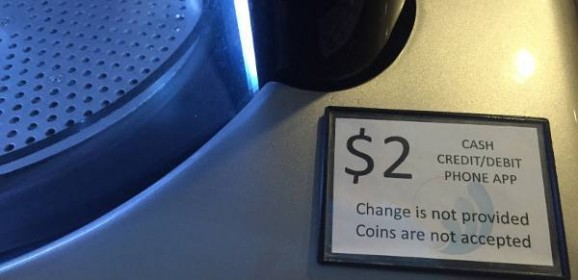 $2
CASH
CREDIT/DEBIT
PHONE APP
Change is not provided
Coins are not accepted